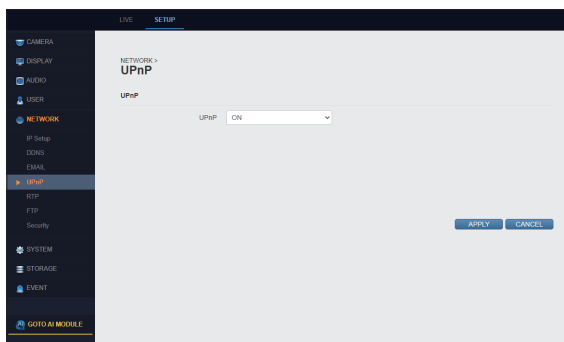 LIVE SETUP
CAMERA
DISPLAY
AUDIO
USER
NETWORK
IP Setup
DDNS
EMAIL
UPnP
RTP
FTP
Security
SYSTEM
STORAGE
EVENT
GOTO AI MODULE
NETWORK >
UPnP
UPnP
UPnP ON
APPLY CANCEL